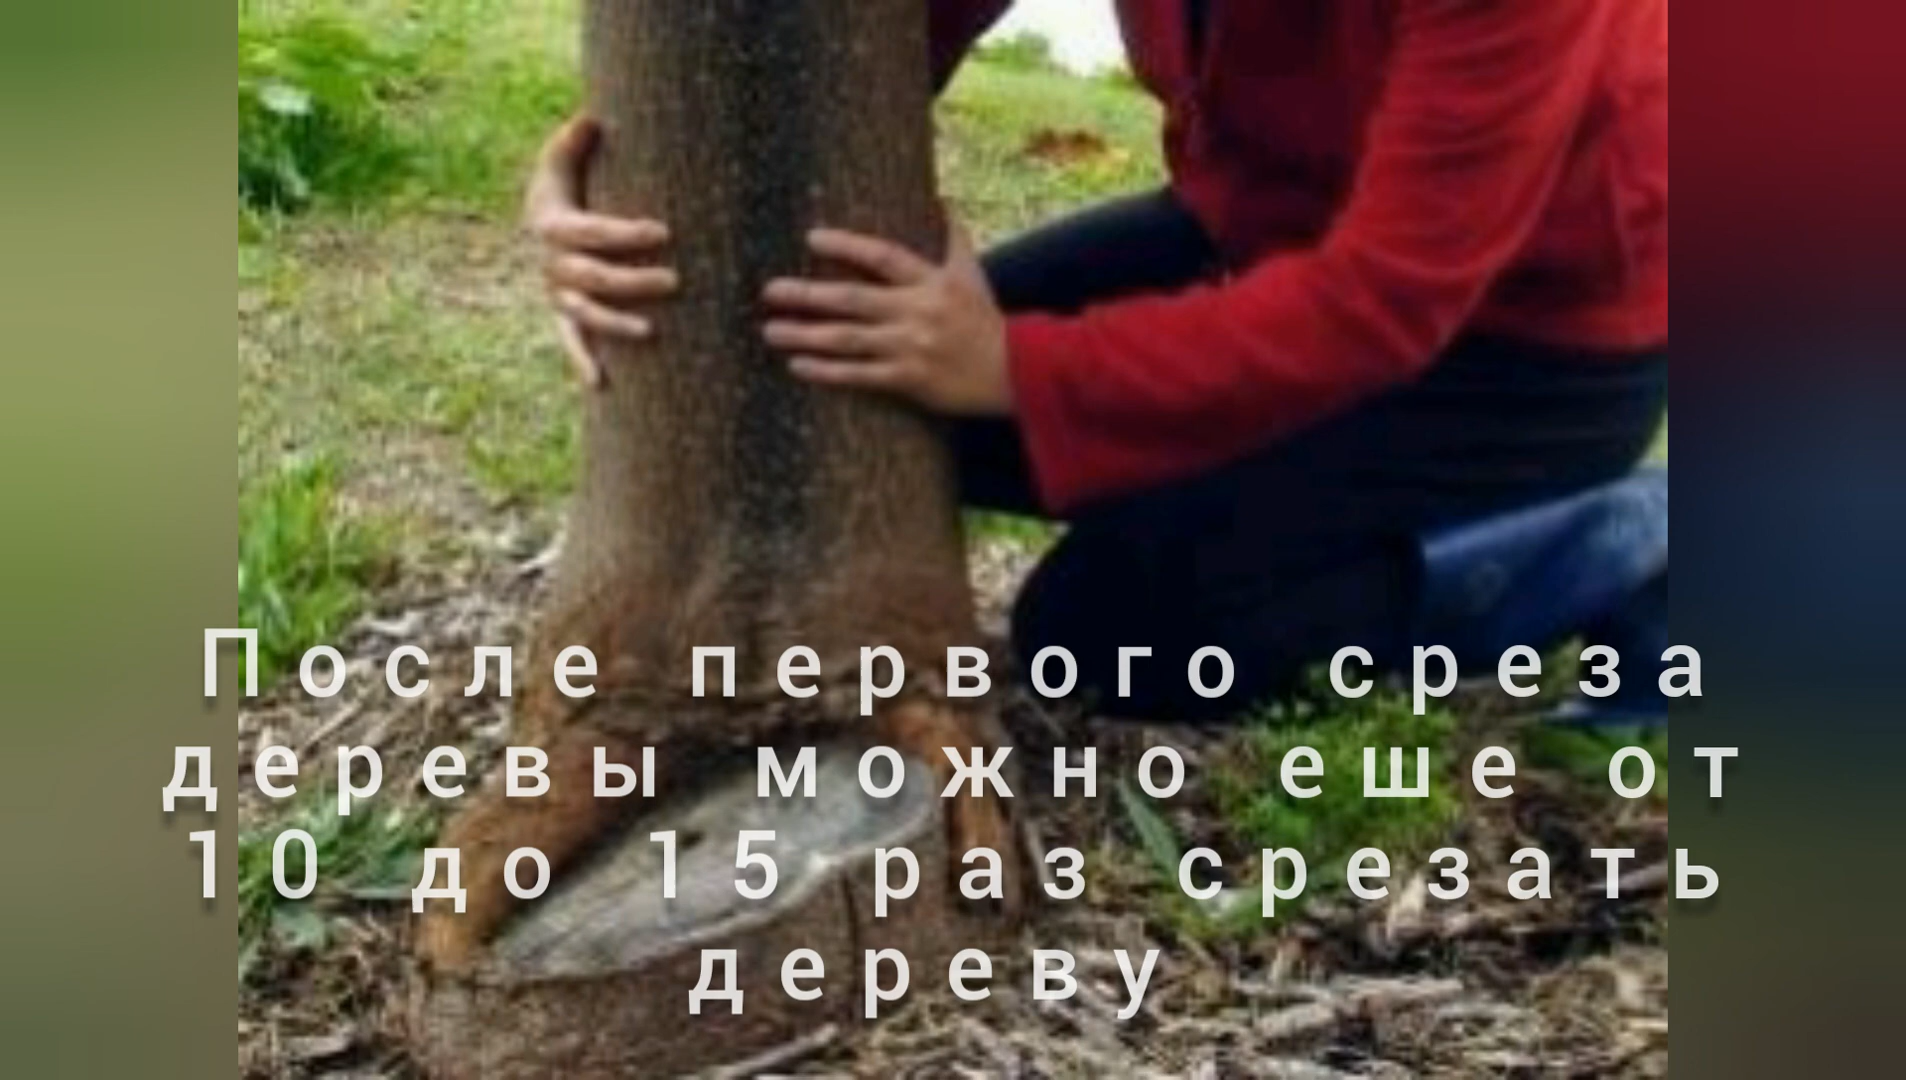 После первого среза
деревы можно еше от
10 до 15 раз срезать
дереву